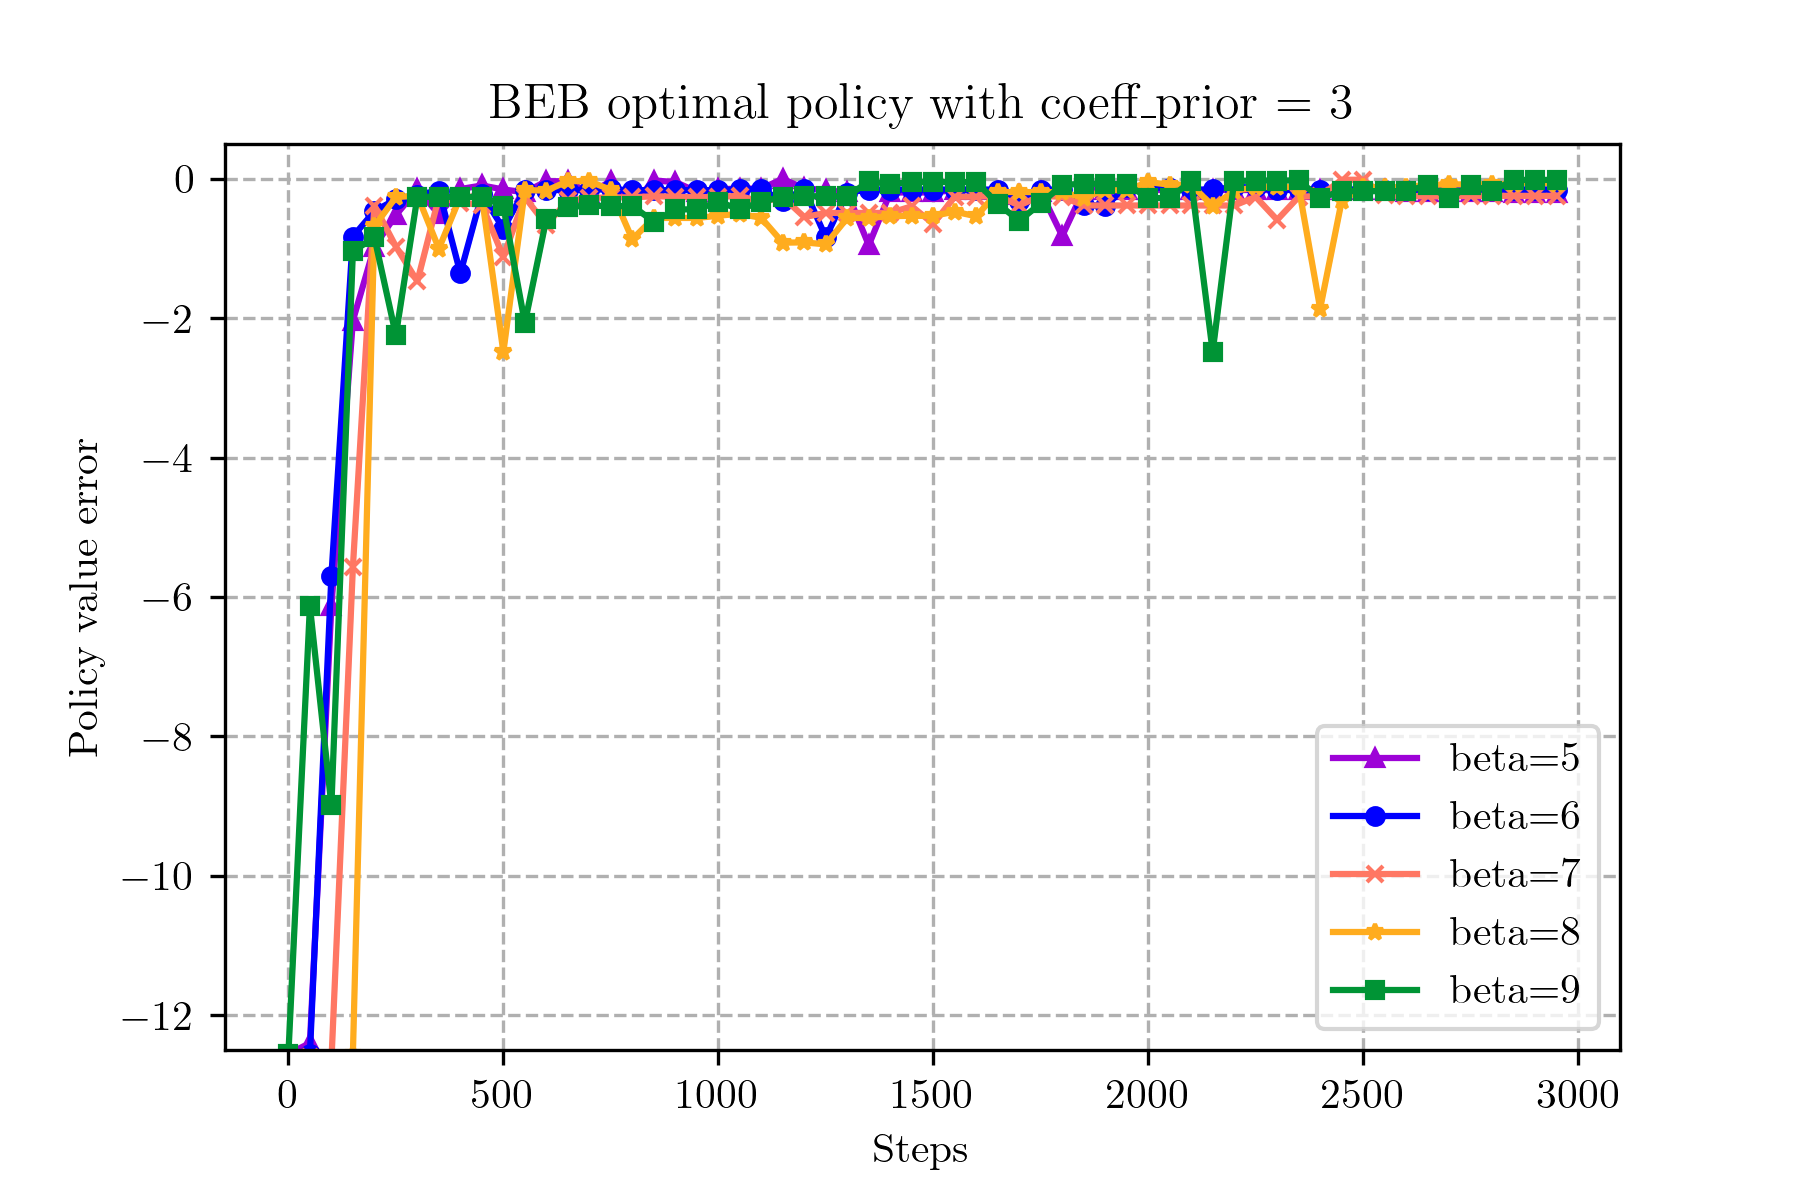 BEB optimal policy with coeff_prior = 3
0
−2
−4
−6
−8
−10
−12
Policy value error
beta=5
beta=6
beta=7
beta=8
beta=9
0 500 1000 1500 2000 2500 3000
Steps